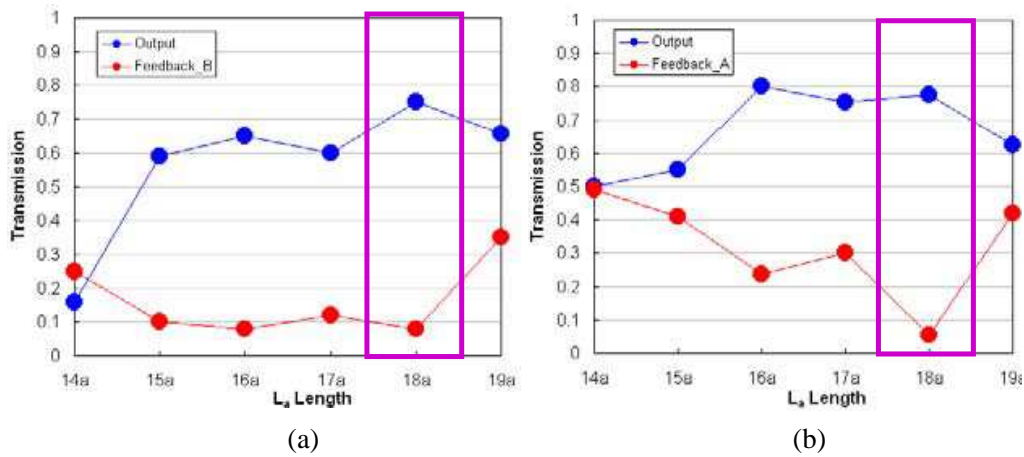 1
0.9
0.8
0.7
0.6
0.5
0.4
0.3
0.2
0.1
0
Transmission
Output
Feedback_B
14a 15a 16a 17a 18a 19a
Lₐ Length
(a)
1
0.9
0.8
0.7
0.6
0.5
0.4
0.3
0.2
0.1
0
Transmission
Output
Feedback_A
14a 15a 16a 17a 18a 19a
Lₐ Length
(b)